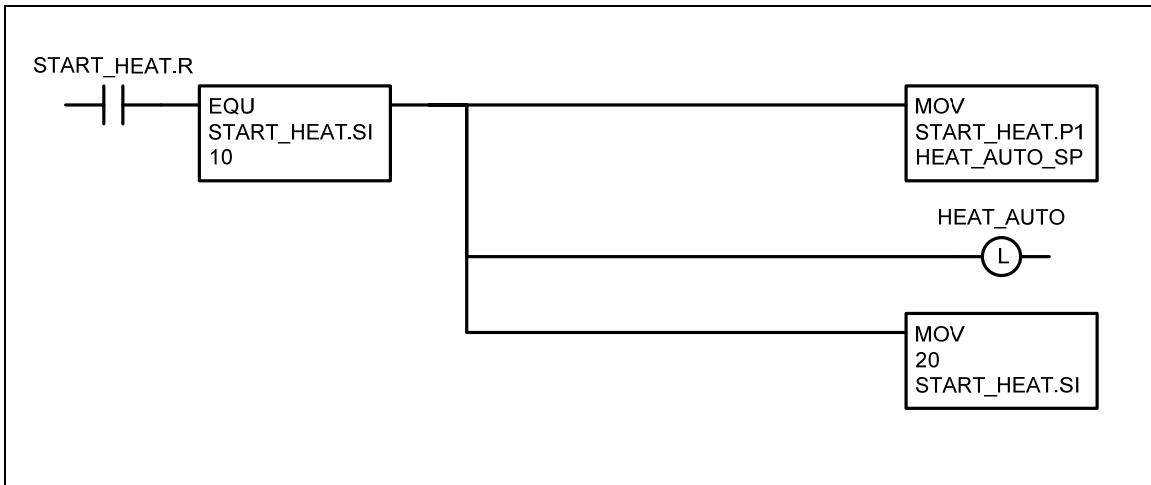 START_HEAT.R
EQU
START_HEAT.SI
10
MOV
START_HEAT.P1
HEAT_AUTO_SP
HEAT_AUTO
L
MOV
20
START_HEAT.SI